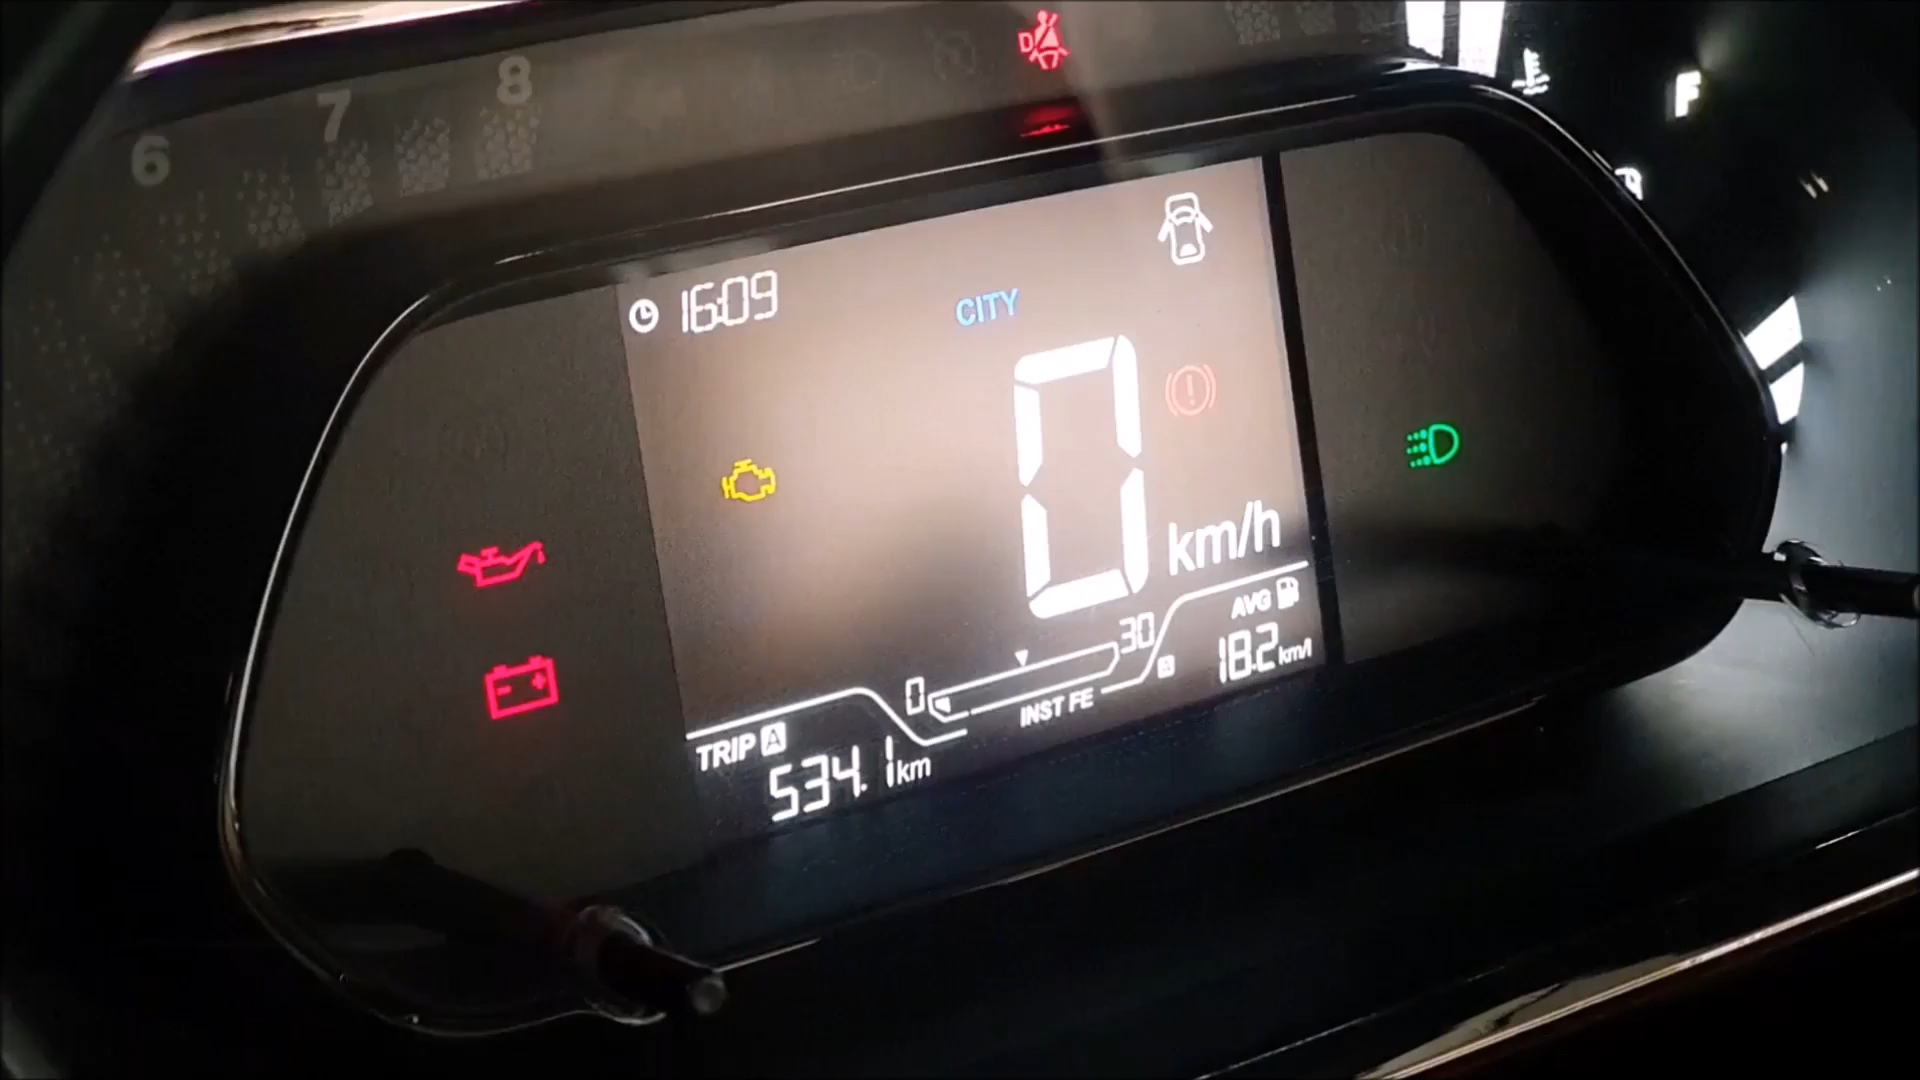 6 7 8
D
E
F
16:09
CITY
0
km/h
AVG
0 30
A
18.2 km/l
INST FE
TRIP A
534.1 km